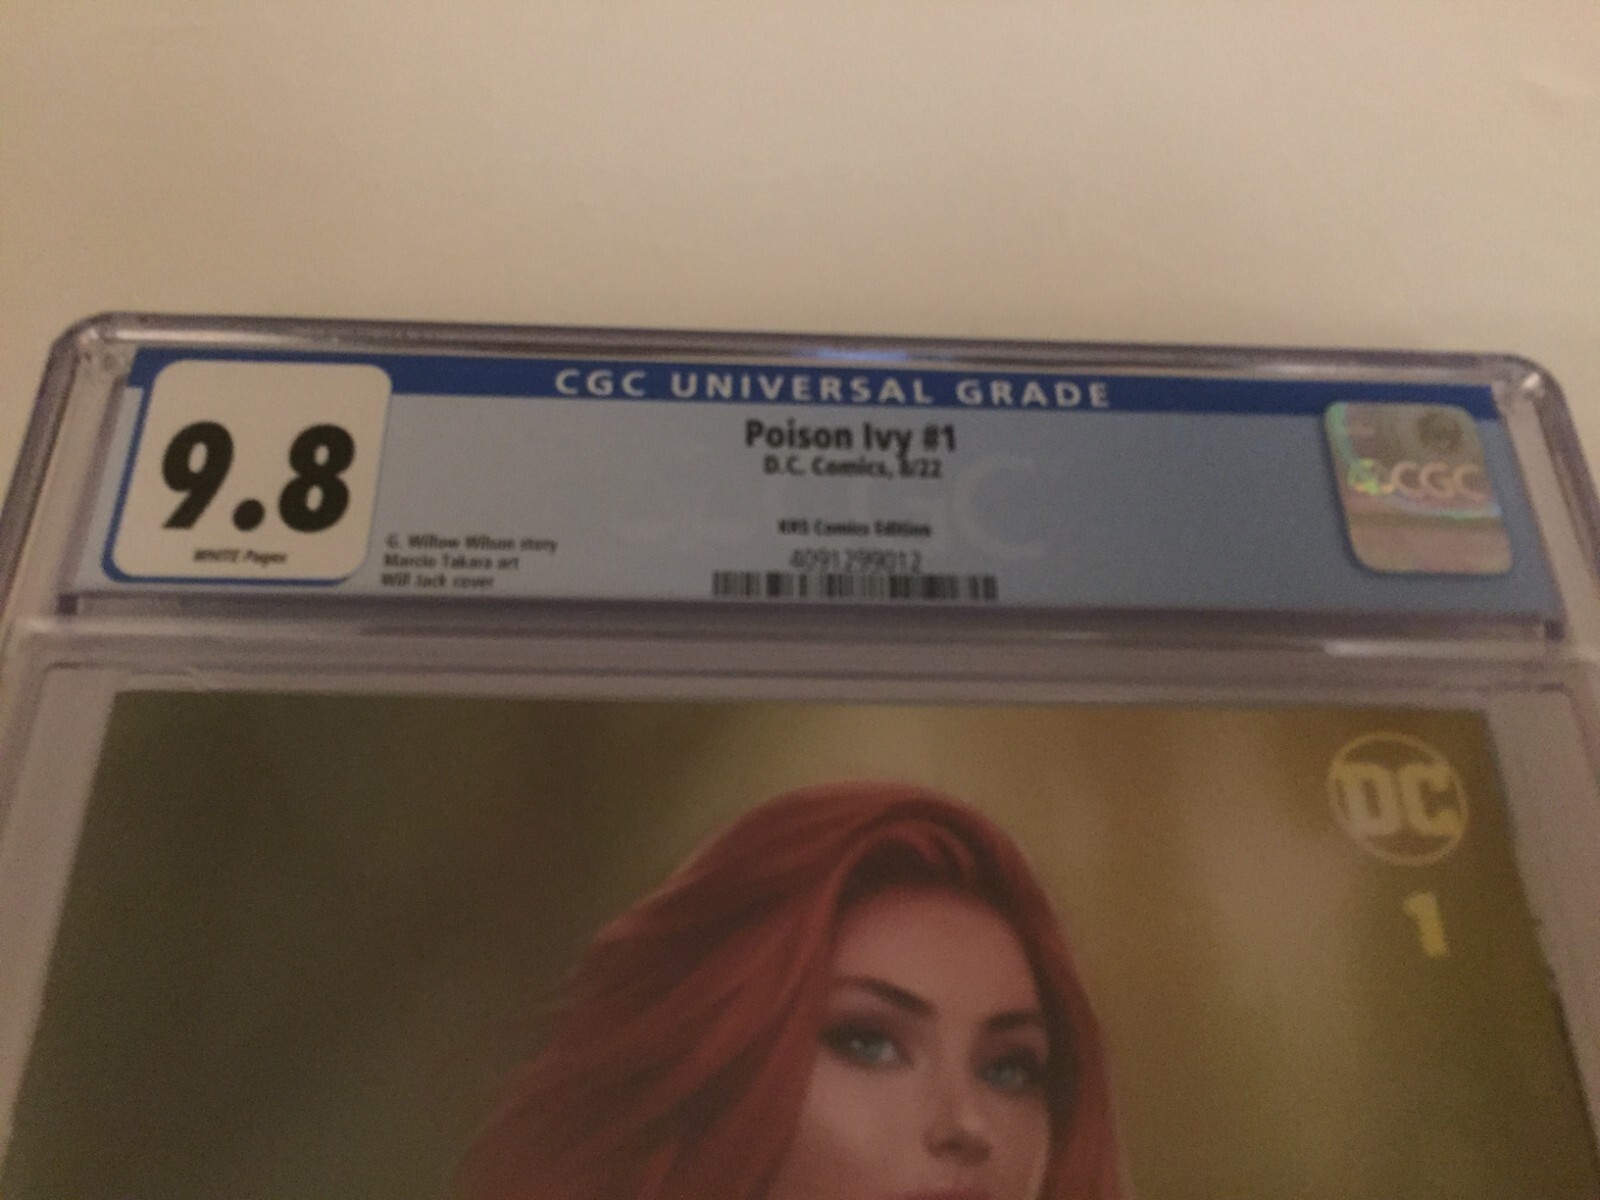 CGC UNIVERSAL GRADE
9.8
WHITE Pages
Poison Ivy #1
D.C. Comics, 8/22
KRS Comics Edition
4091299012
G. Willow Wilson story
Marcio Takara art
Will Jack cover
CGC
CGC
DC
1